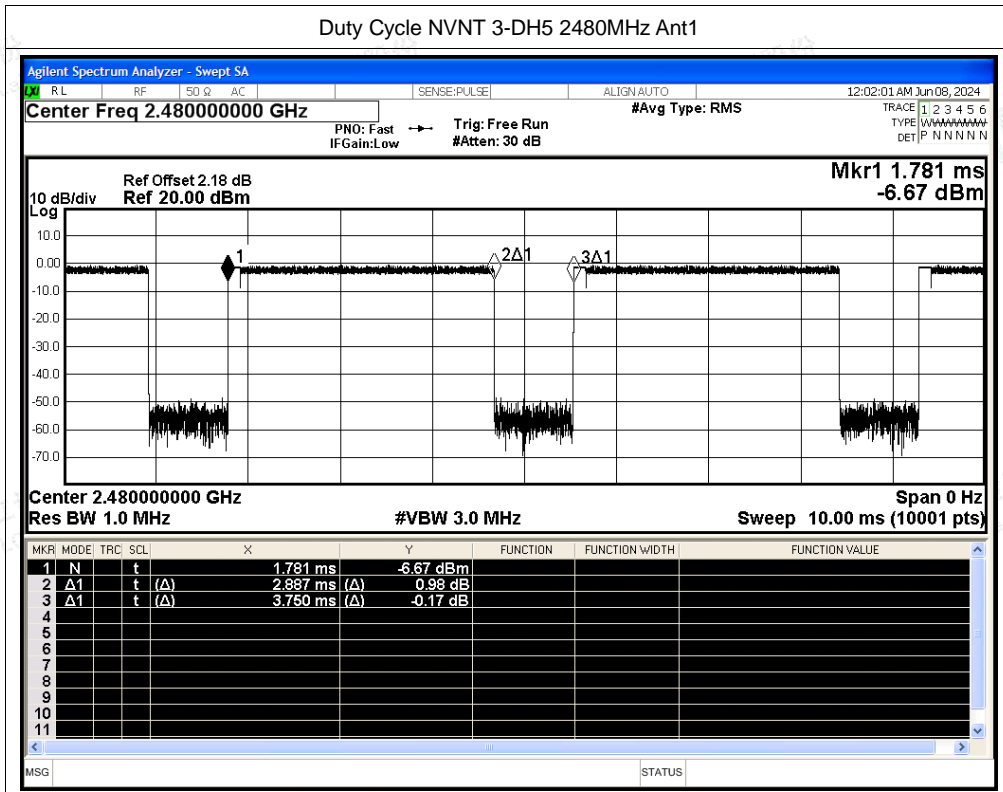 Duty Cycle NVNT 3-DH5 2480MHz Ant1
Agilent Spectrum Analyzer - Swept SA
LXI RL RF 50 Ω AC SENSE:PULSE ALIGN AUTO 12:02:01 AM Jun 08, 2024
Center Freq 2.480000000 GHz #Avg Type: RMS TRACE 1 2 3 4 5 6
PNO: Fast Trig: Free Run TYPE WWWWWW
IFGain:Low #Atten: 30 dB DET P N N N N N
Mkr1 1.781 ms
Ref Offset 2.18 dB
10 dB/div Ref 20.00 dBm -6.67 dBm
Log
10.0
1 2Δ1 3Δ1
0.00
-10.0
-20.0
-30.0
-40.0
-50.0
-60.0
-70.0
Center 2.480000000 GHz Span 0 Hz
Res BW 1.0 MHz #VBW 3.0 MHz Sweep 10.00 ms (10001 pts)
MKR MODE TRC SCL X Y FUNCTION FUNCTION WIDTH FUNCTION VALUE
1 N t 1.781 ms -6.67 dBm
2 Δ1 t (Δ) 2.887 ms (Δ) 0.98 dB
3 Δ1 t (Δ) 3.750 ms (Δ) -0.17 dB
4
5
6
7
8
9
10
11
MSG STATUS